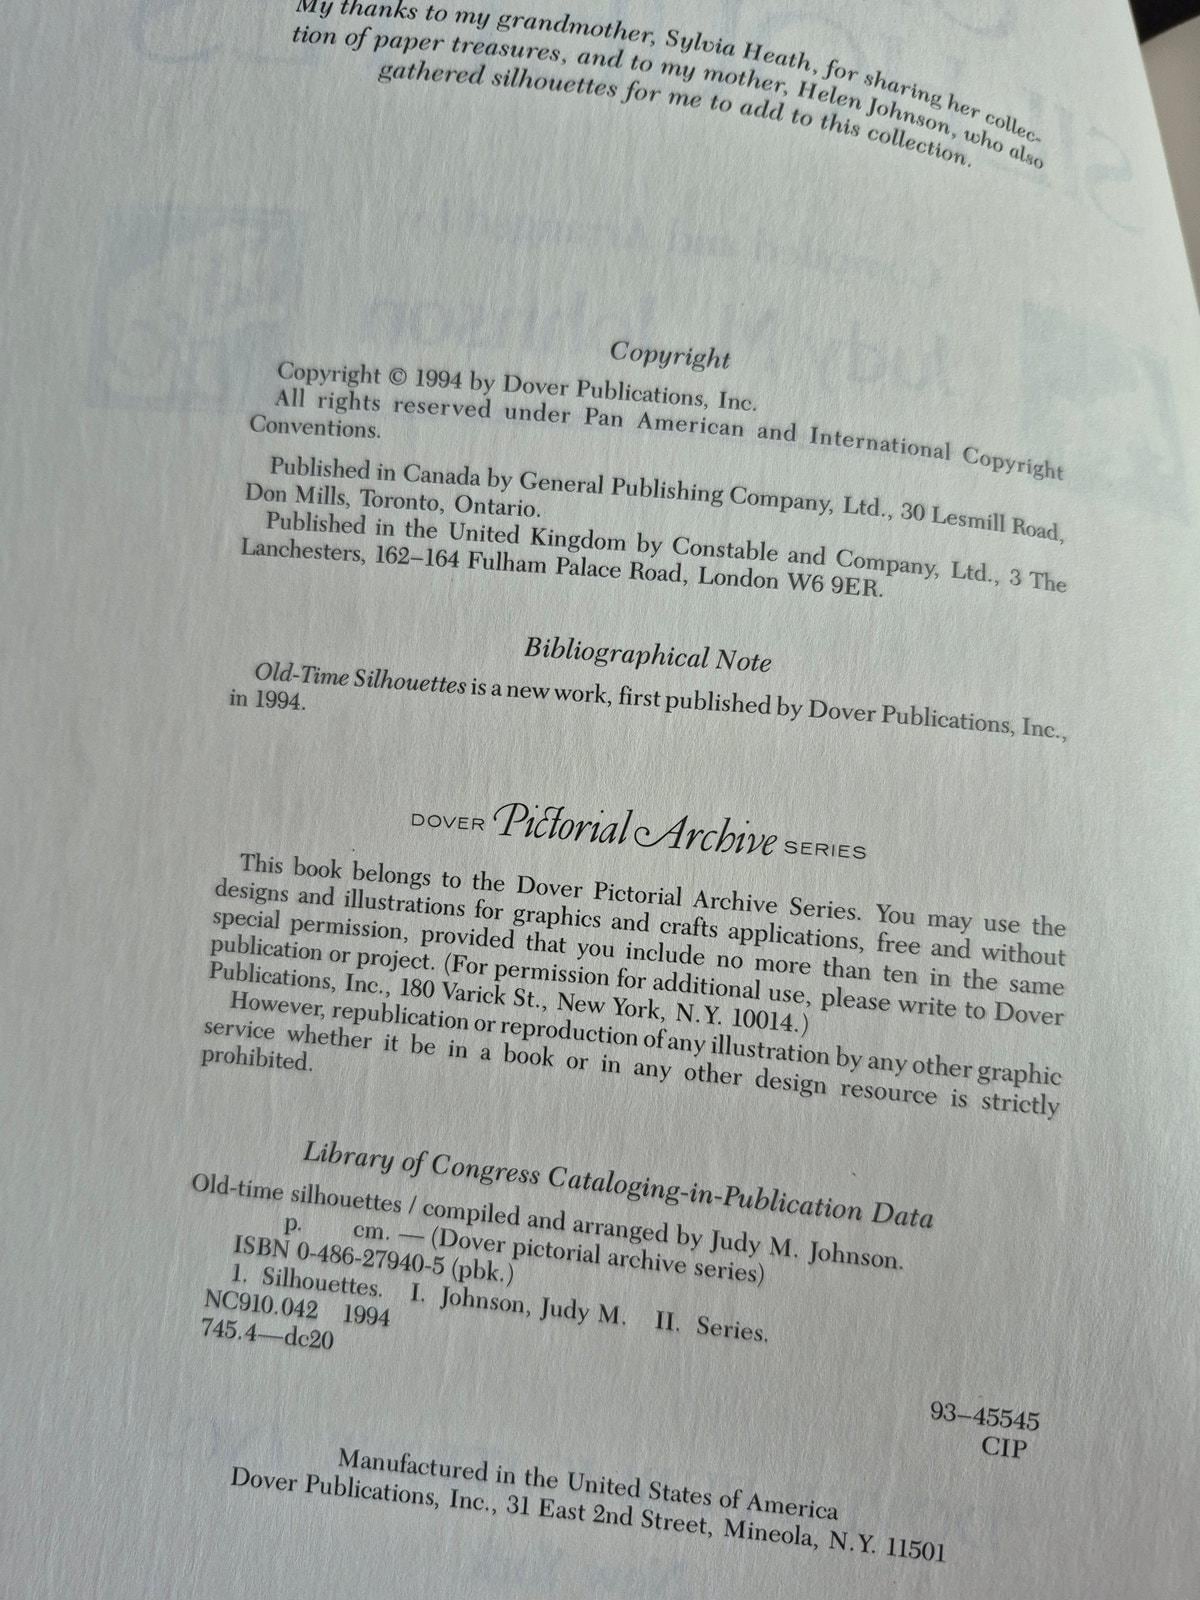 My thanks to my grandmother, Sylvia Heath, for sharing her collec-
tion of paper treasures, and to my mother, Helen Johnson, who also
gathered silhouettes for me to add to this collection.
Copyright
Copyright © 1994 by Dover Publications, Inc.
All rights reserved under Pan American and International Copyright
Conventions.
Published in Canada by General Publishing Company, Ltd., 30 Lesmill Road,
Don Mills, Toronto, Ontario.
Published in the United Kingdom by Constable and Company, Ltd., 3 The
Lanchesters, 162–164 Fulham Palace Road, London W6 9ER.
Bibliographical Note
Old-Time Silhouettes is a new work, first published by Dover Publications, Inc.,
in 1994.
DOVER Pictorial Archive SERIES
This book belongs to the Dover Pictorial Archive Series. You may use the
designs and illustrations for graphics and crafts applications, free and without
special permission, provided that you include no more than ten in the same
publication or project. (For permission for additional use, please write to Dover
Publications, Inc., 180 Varick St., New York, N.Y. 10014.)
However, republication or reproduction of any illustration by any other graphic
service whether it be in a book or in any other design resource is strictly
prohibited.
Library of Congress Cataloging-in-Publication Data
Old-time silhouettes / compiled and arranged by Judy M. Johnson.
p. cm. — (Dover pictorial archive series)
ISBN 0-486-27940-5 (pbk.)
1. Silhouettes. I. Johnson, Judy M. II. Series.
NC910.042 1994
745.4—dc20
93–45545
CIP
Manufactured in the United States of America
Dover Publications, Inc., 31 East 2nd Street, Mineola, N.Y. 11501